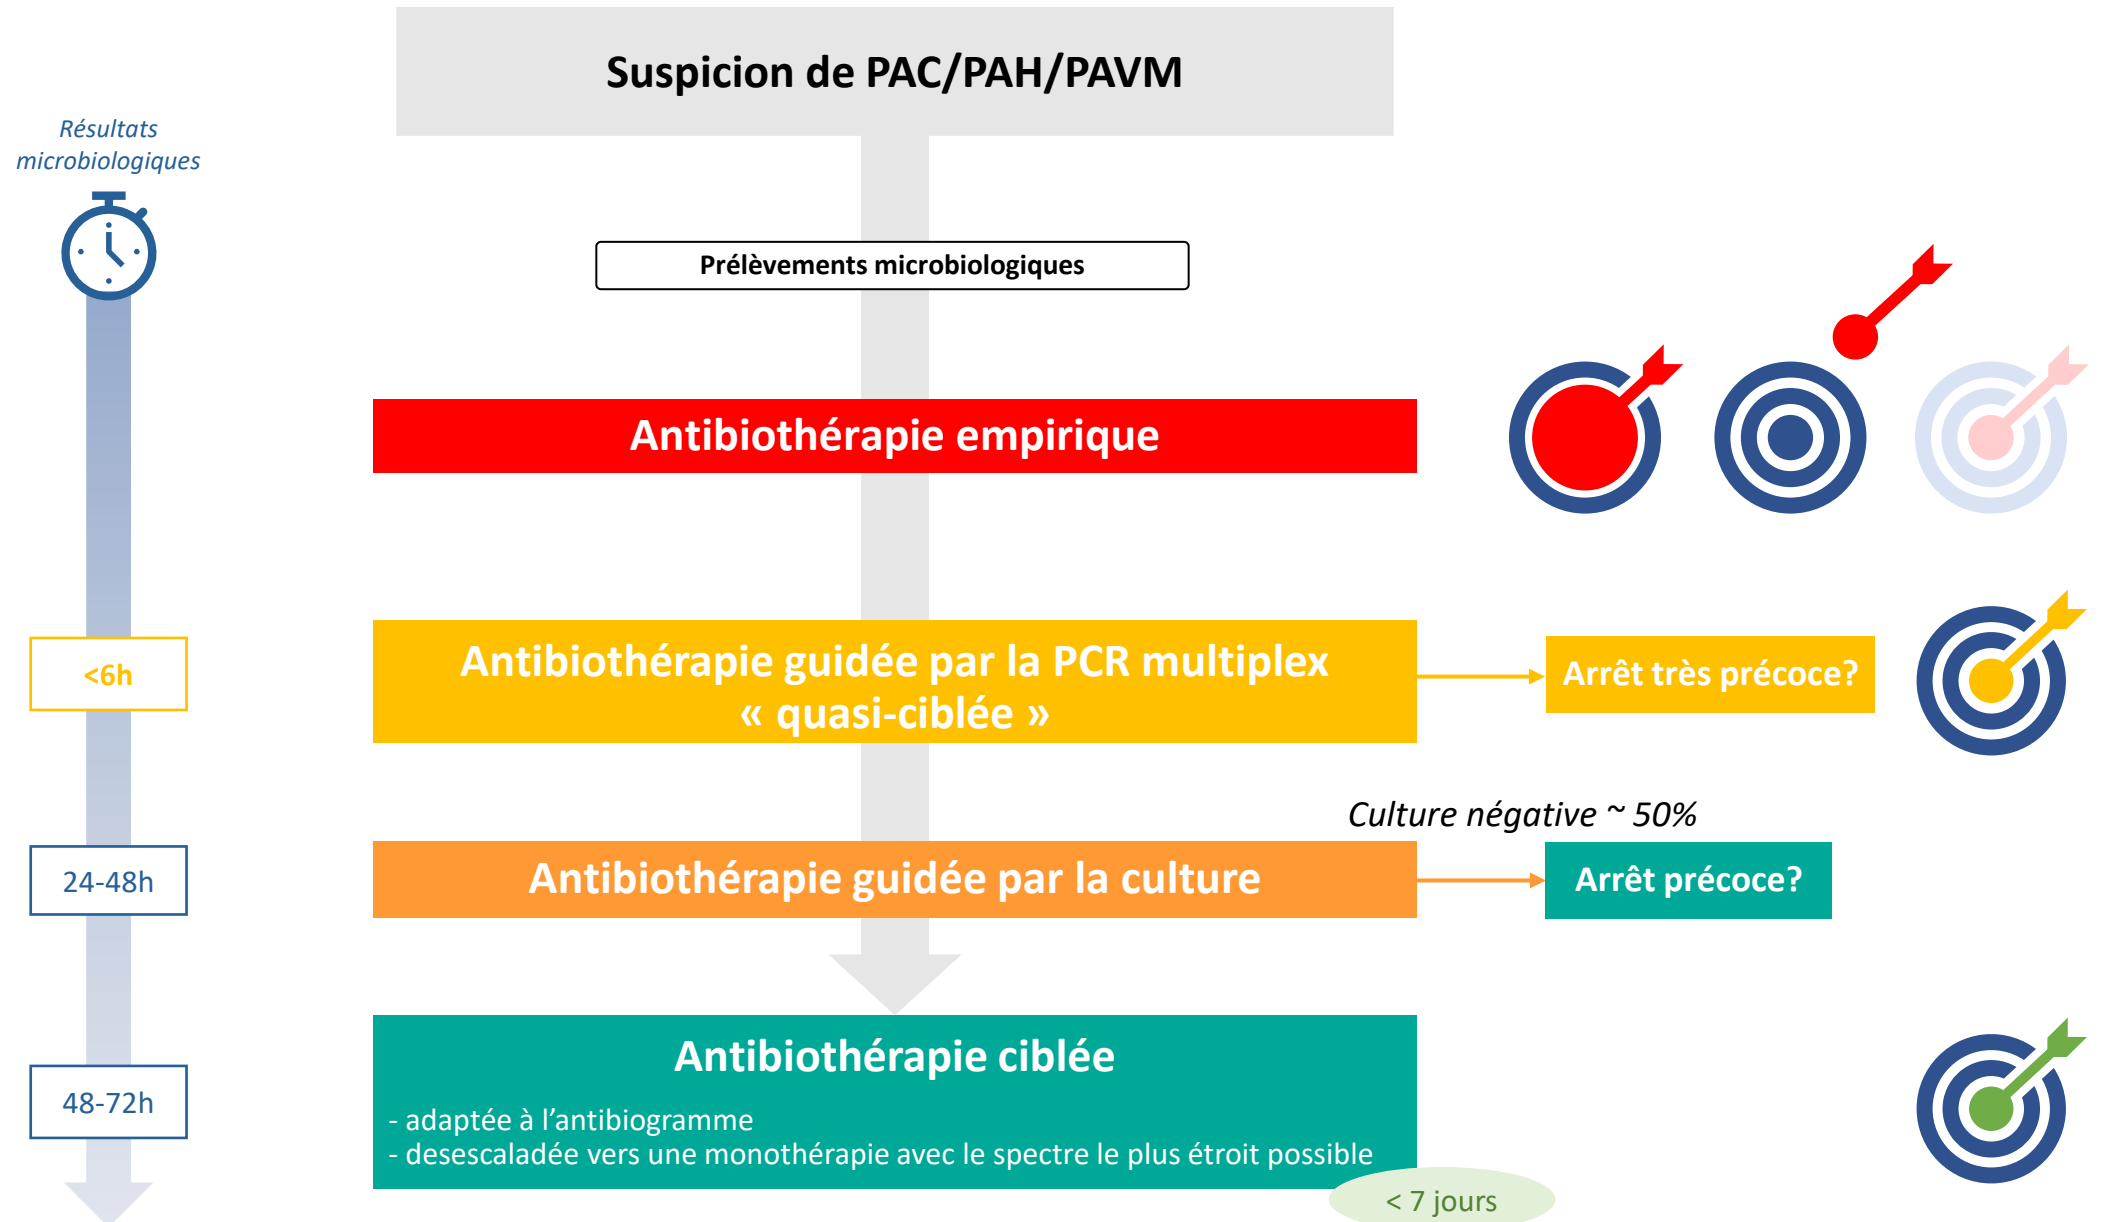 Suspicion de PAC/PAH/PAVM
Résultats
microbiologiques
Prélèvements microbiologiques
Antibiothérapie empirique
<6h
Antibiothérapie guidée par la PCR multiplex
« quasi-ciblée »
Arrêt très précoce?
Culture négative ~ 50%
24-48h
Antibiothérapie guidée par la culture
Arrêt précoce?
48-72h
Antibiothérapie ciblée
- adaptée à l’antibiogramme
- desescaladée vers une monothérapie avec le spectre le plus étroit possible
< 7 jours